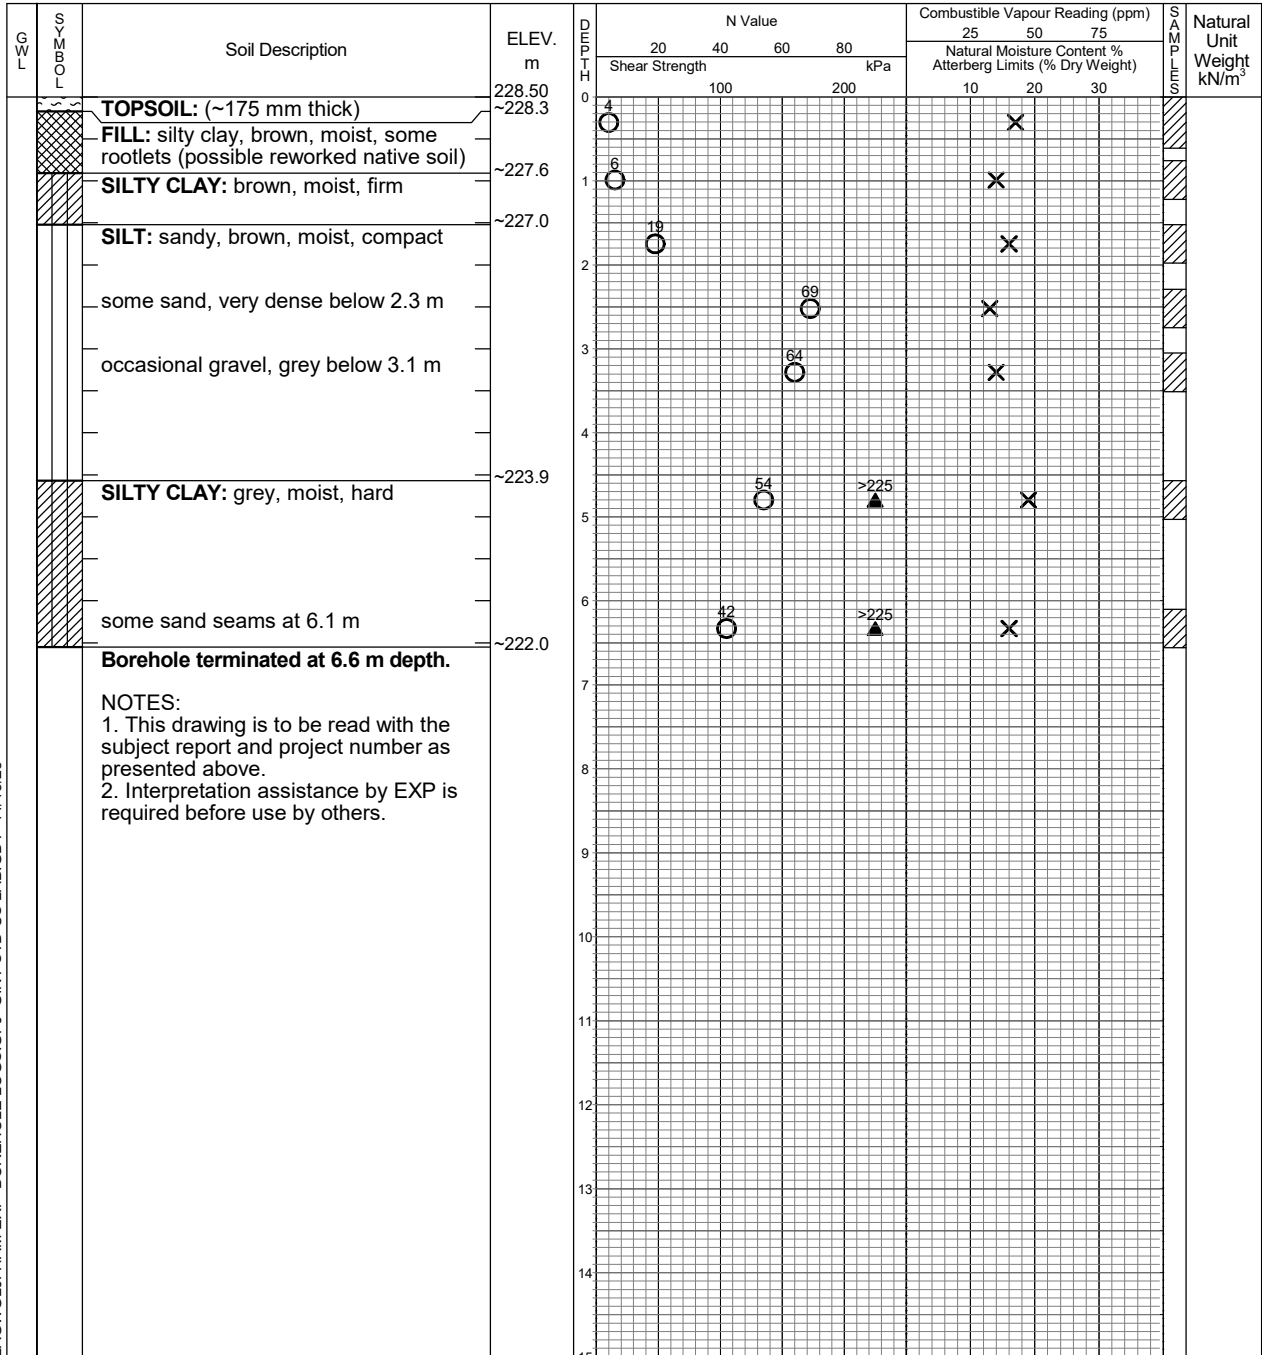 GWL
SYMBOL
Soil Description
ELEV.
m
DEPTH
N Value
20 40 60 80
Shear Strength kPa
100 200
Combustible Vapour Reading (ppm)
25 50 75
Natural Moisture Content %
Atterberg Limits (% Dry Weight)
10 20 30
SAMPLES
Natural
Unit
Weight
kN/m³
228.50
0
TOPSOIL: (~175 mm thick)
~228.3
4
FILL: silty clay, brown, moist, some
rootlets (possible reworked native soil)
~227.6
6
1
SILTY CLAY: brown, moist, firm
~227.0
SILT: sandy, brown, moist, compact
19
2
some sand, very dense below 2.3 m
69
3
64
occasional gravel, grey below 3.1 m
4
~223.9
SILTY CLAY: grey, moist, hard
54
>225
5
6
some sand seams at 6.1 m
42
>225
~222.0
Borehole terminated at 6.6 m depth.
7
NOTES:
1. This drawing is to be read with the
subject report and project number as
presented above.
2. Interpretation assistance by EXP is
required before use by others.
8
9
10
11
12
13
14
15